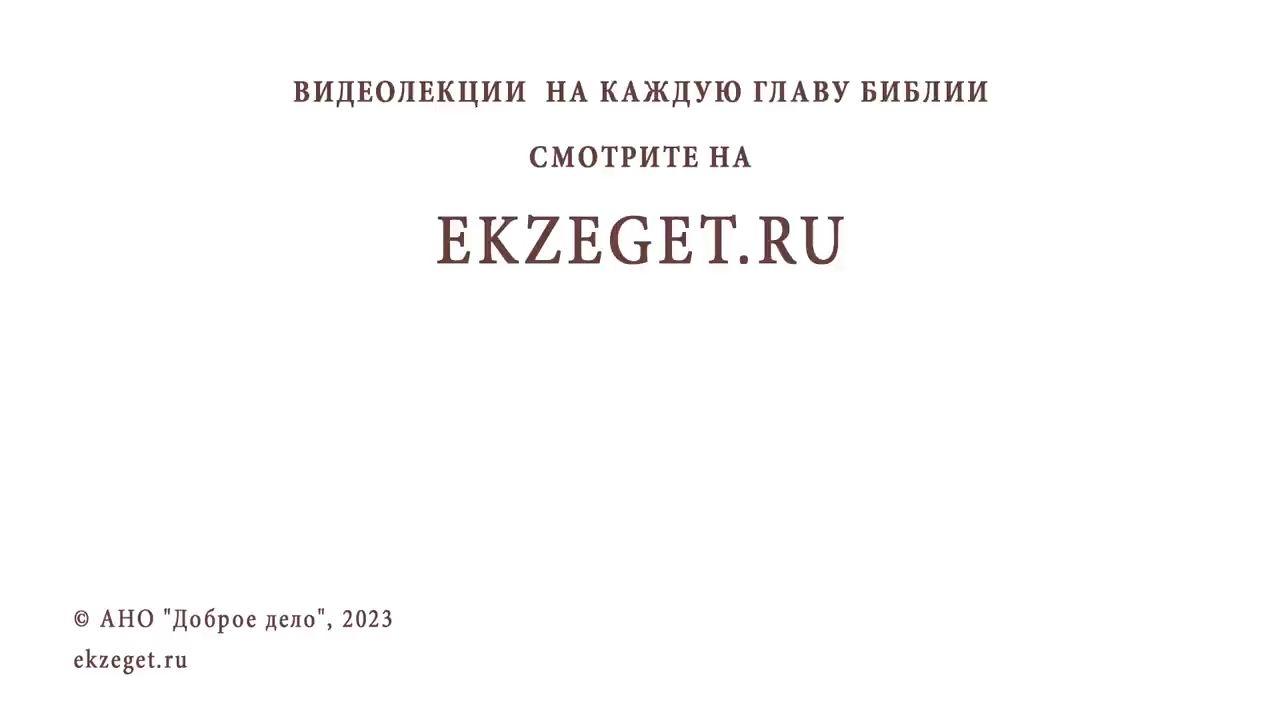 ВИДЕОЛЕКЦИИ НА КАЖДУЮ ГЛАВУ БИБЛИИ
СМОТРИТЕ НА
EKZEGET.RU
© АНО "Доброе дело", 2023
ekzeget.ru